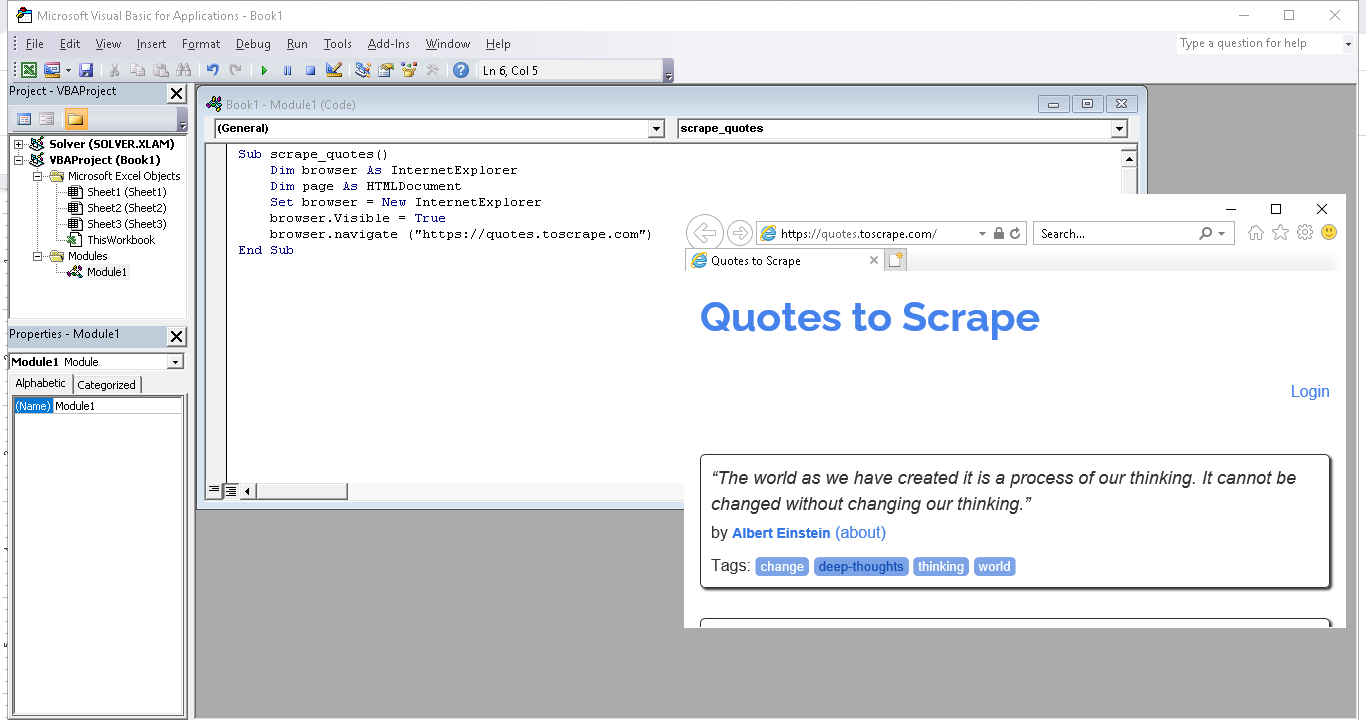 Microsoft Visual Basic for Applications - Book1
File Edit View Insert Format Debug Run Tools Add-Ins Window Help
Type a question for help
Ln 6, Col 5
Project - VBAProject
Solver (SOLVER.XLAM)
VBAProject (Book1)
Microsoft Excel Objects
Sheet1 (Sheet1)
Sheet2 (Sheet2)
Sheet3 (Sheet3)
ThisWorkbook
Modules
Module1
Properties - Module1
Module1 Module
Alphabetic Categorized
(Name) Module1
Book1 - Module1 (Code)
(General) scrape_quotes
Sub scrape_quotes()
Dim browser As InternetExplorer
Dim page As HTMLDocument
Set browser = New InternetExplorer
browser.Visible = True
browser.navigate ("https://quotes.toscrape.com")
End Sub
https://quotes.toscrape.com/ Search...
Quotes to Scrape
Quotes to Scrape
Login
“The world as we have created it is a process of our thinking. It cannot be
changed without changing our thinking.”
by Albert Einstein (about)
Tags: change deep-thoughts thinking world